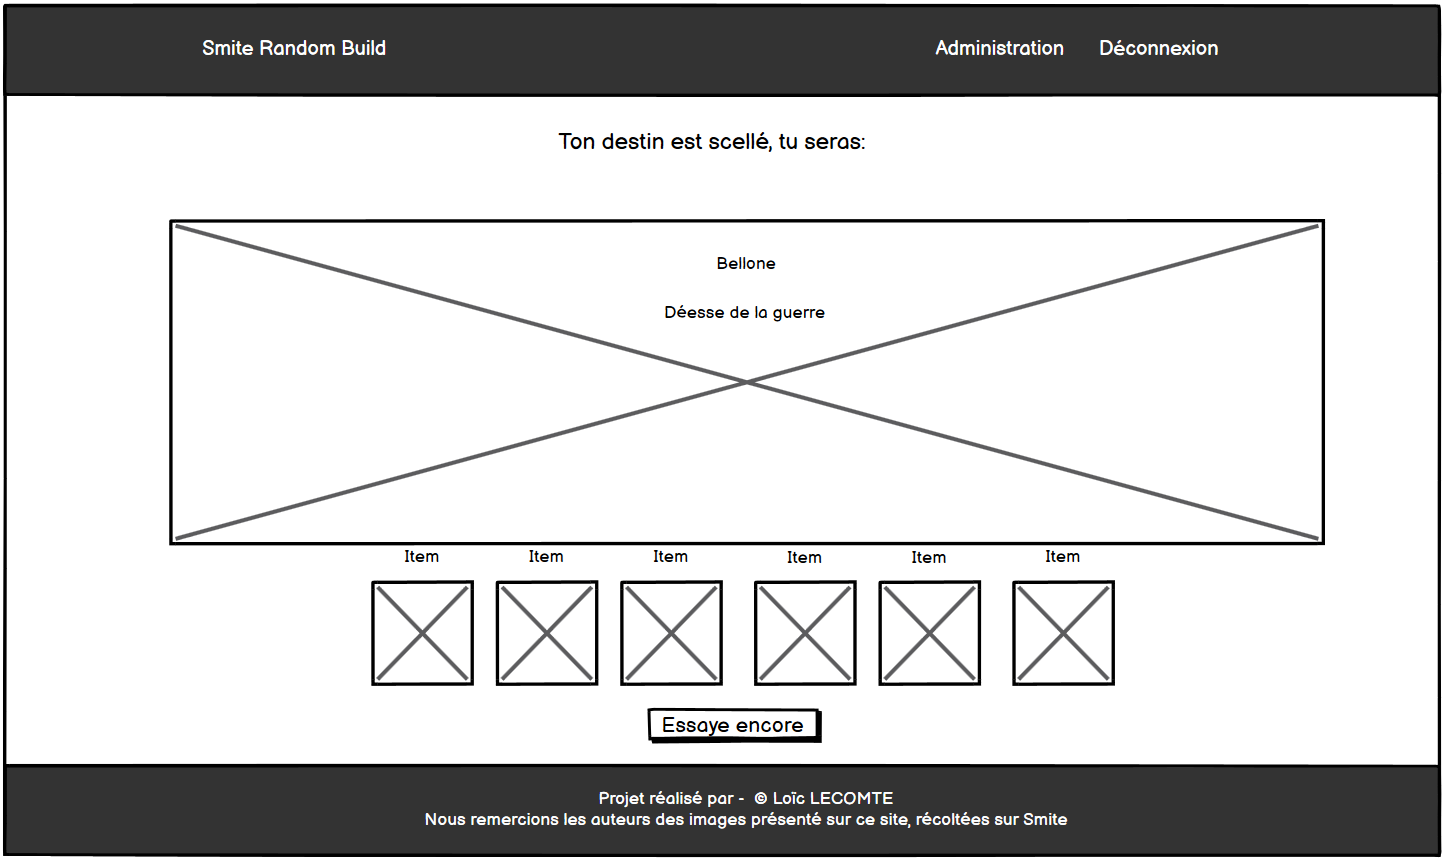 Smite Random Build
Administration
Déconnexion
Ton destin est scellé, tu seras:
Bellone
Déesse de la guerre
Item
Item
Item
Item
Item
Item
Essaye encore
Projet réalisé par - © Loïc LECOMTE
Nous remercions les auteurs des images présenté sur ce site, récoltées sur Smite